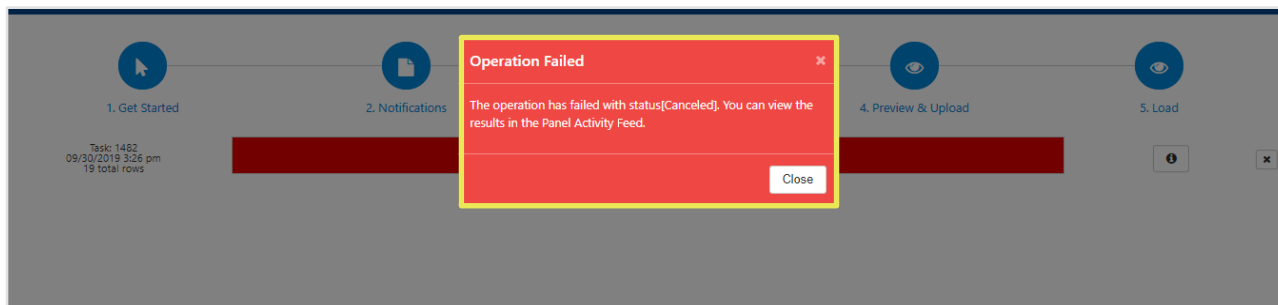 Operation Failed
×
The operation has failed with status[Canceled]. You can view the
results in the Panel Activity Feed.
Close
1. Get Started
2. Notifications
4. Preview & Upload
5. Load
Task: 1482
09/30/2019 3:26 pm
19 total rows